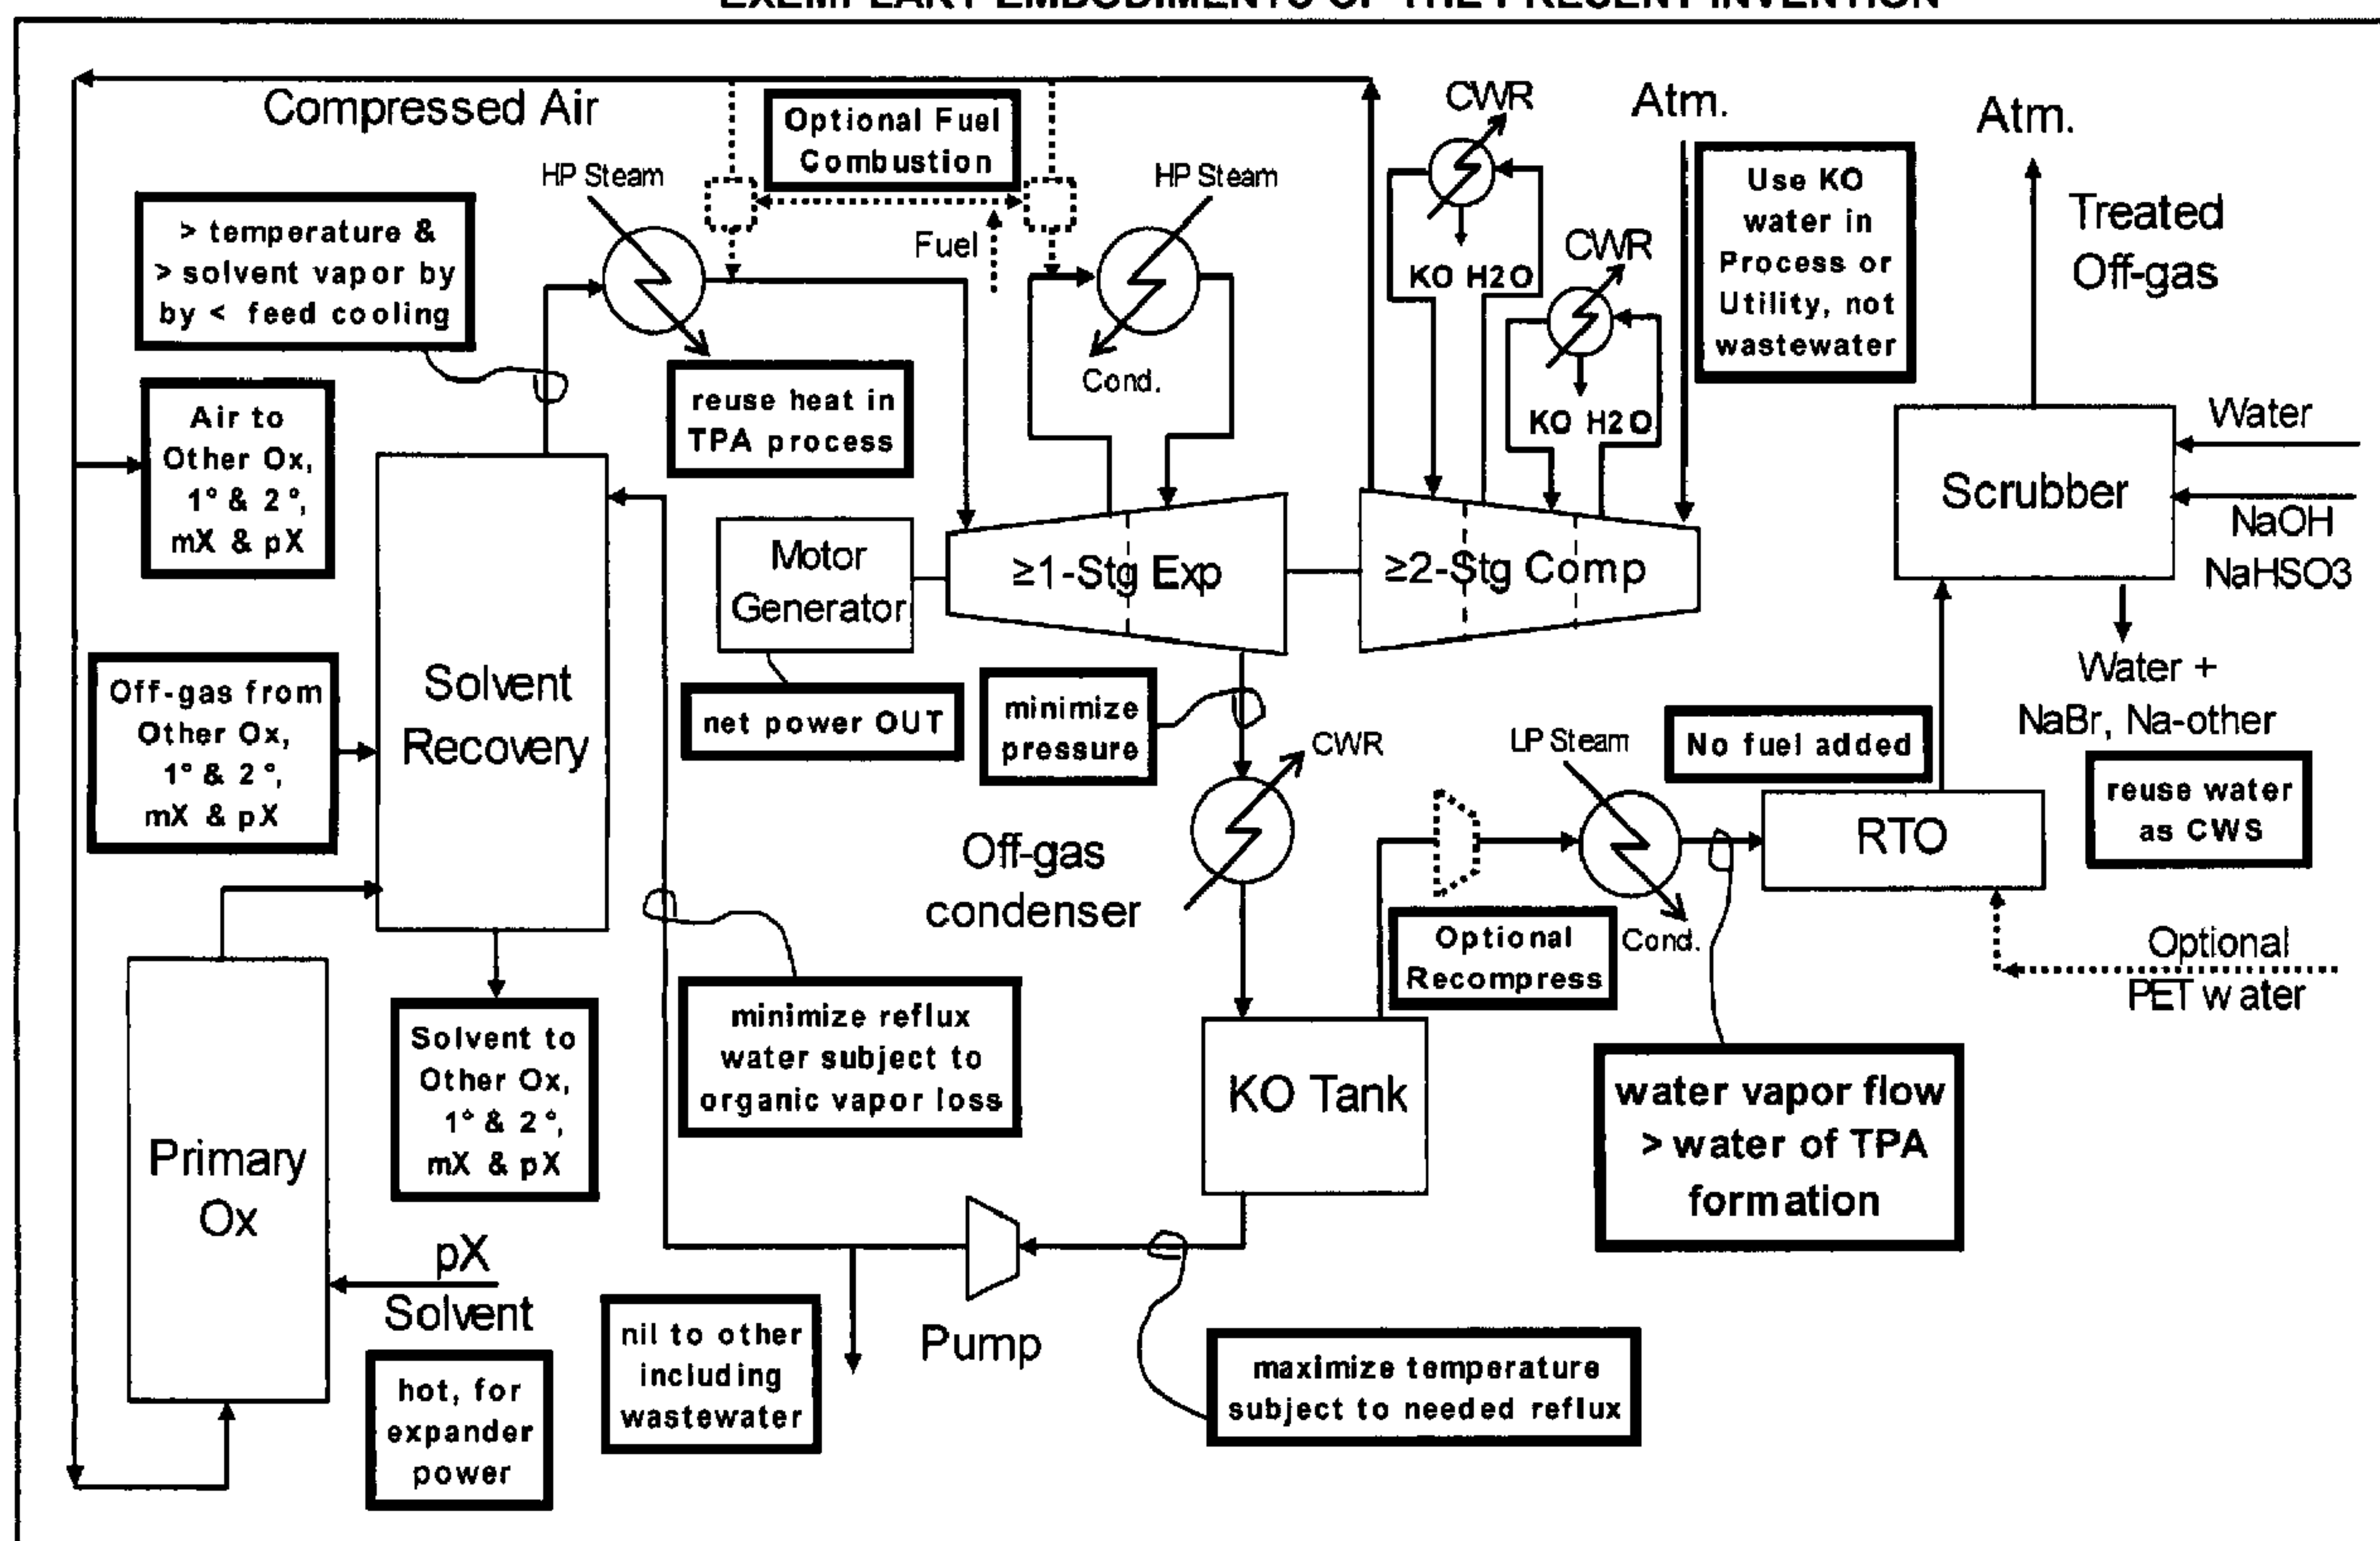 EXEMPLARY EMBODIMENTS OF THE PRESENT INVENTION
Compressed Air
Optional Fuel
Combustion
HP Steam
HP Steam
Fuel
CWR
KO H2O
CWR
KO H2O
Atm.
Use KO
water in
Process or
Utility, not
wastewater
Atm.
Treated
Off-gas
> temperature &
> solvent vapor by
by < feed cooling
reuse heat in
TPA process
Cond.
Air to
Other Ox,
1° & 2°,
mX & pX
Motor
Generator
≥1-Stg Exp
≥2-Stg Comp
Scrubber
Water
NaOH
NaHSO3
Water +
NaBr, Na-other
reuse water
as CWS
Off-gas from
Other Ox,
1° & 2°,
mX & pX
Solvent
Recovery
net power OUT
minimize
pressure
CWR
Off-gas
condenser
LP Steam
No fuel added
RTO
Optional
Recompress
Cond.
Optional
PET water
Primary
Ox
Solvent to
Other Ox,
1° & 2°,
mX & pX
minimize reflux
water subject to
organic vapor loss
KO Tank
water vapor flow
> water of TPA
formation
pX
Solvent
hot, for
expander
power
nil to other
including
wastewater
Pump
maximize temperature
subject to needed reflux